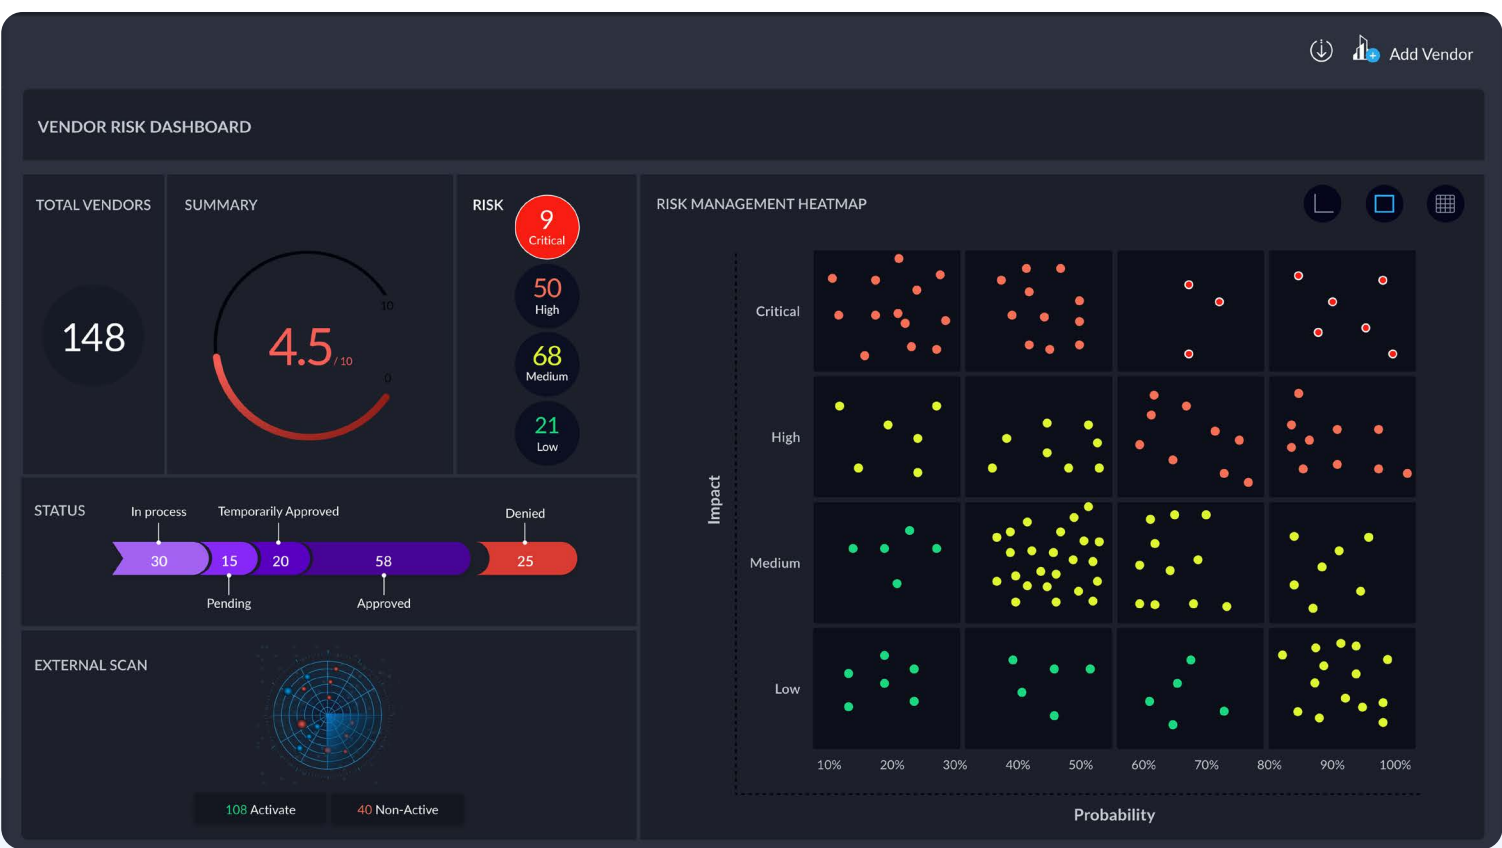 Add Vendor
VENDOR RISK DASHBOARD
TOTAL VENDORS
148
SUMMARY
10
4.5 / 10
0
RISK
9
Critical
50
High
68
Medium
21
Low
STATUS
In process
Temporarily Approved
Denied
30 15 20 58 25
Pending
Approved
EXTERNAL SCAN
108 Activate
40 Non-Active
RISK MANAGEMENT HEATMAP
Impact
Critical
High
Medium
Low
10% 20% 30% 40% 50% 60% 70% 80% 90% 100%
Probability